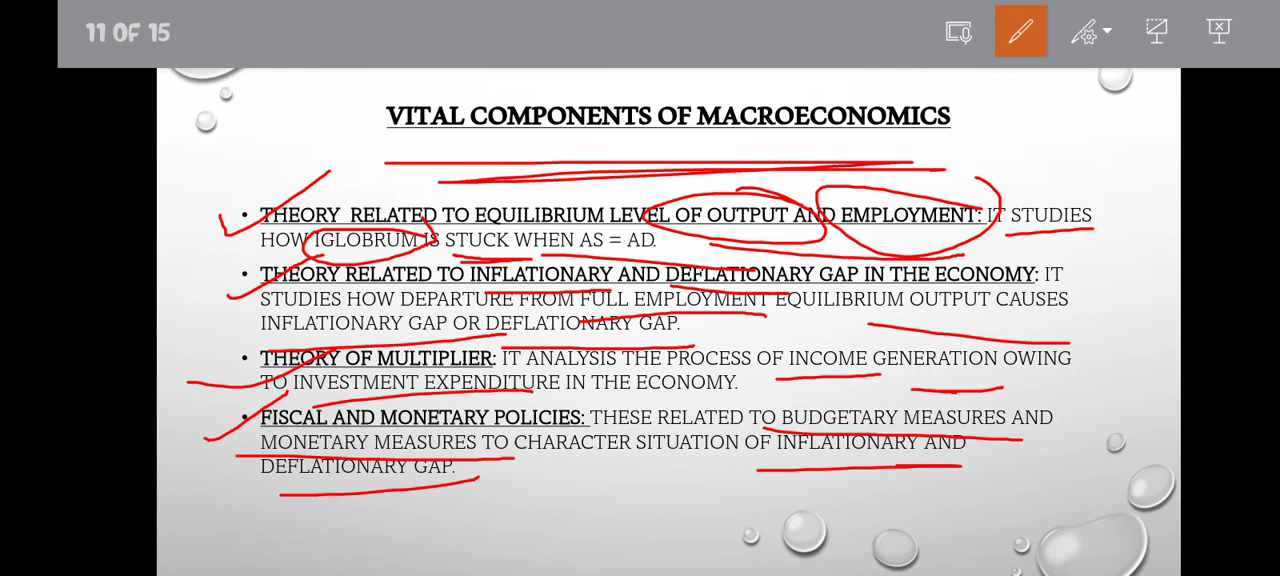 11 OF 15
VITAL COMPONENTS OF MACROECONOMICS
• THEORY RELATED TO EQUILIBRIUM LEVEL OF OUTPUT AND EMPLOYMENT: IT STUDIES
HOW IGLOBRUM IS STUCK WHEN AS = AD.
• THEORY RELATED TO INFLATIONARY AND DEFLATIONARY GAP IN THE ECONOMY: IT
STUDIES HOW DEPARTURE FROM FULL EMPLOYMENT EQUILIBRIUM OUTPUT CAUSES
INFLATIONARY GAP OR DEFLATIONARY GAP.
• THEORY OF MULTIPLIER: IT ANALYSIS THE PROCESS OF INCOME GENERATION OWING
TO INVESTMENT EXPENDITURE IN THE ECONOMY.
• FISCAL AND MONETARY POLICIES: THESE RELATED TO BUDGETARY MEASURES AND
MONETARY MEASURES TO CHARACTER SITUATION OF INFLATIONARY AND
DEFLATIONARY GAP.